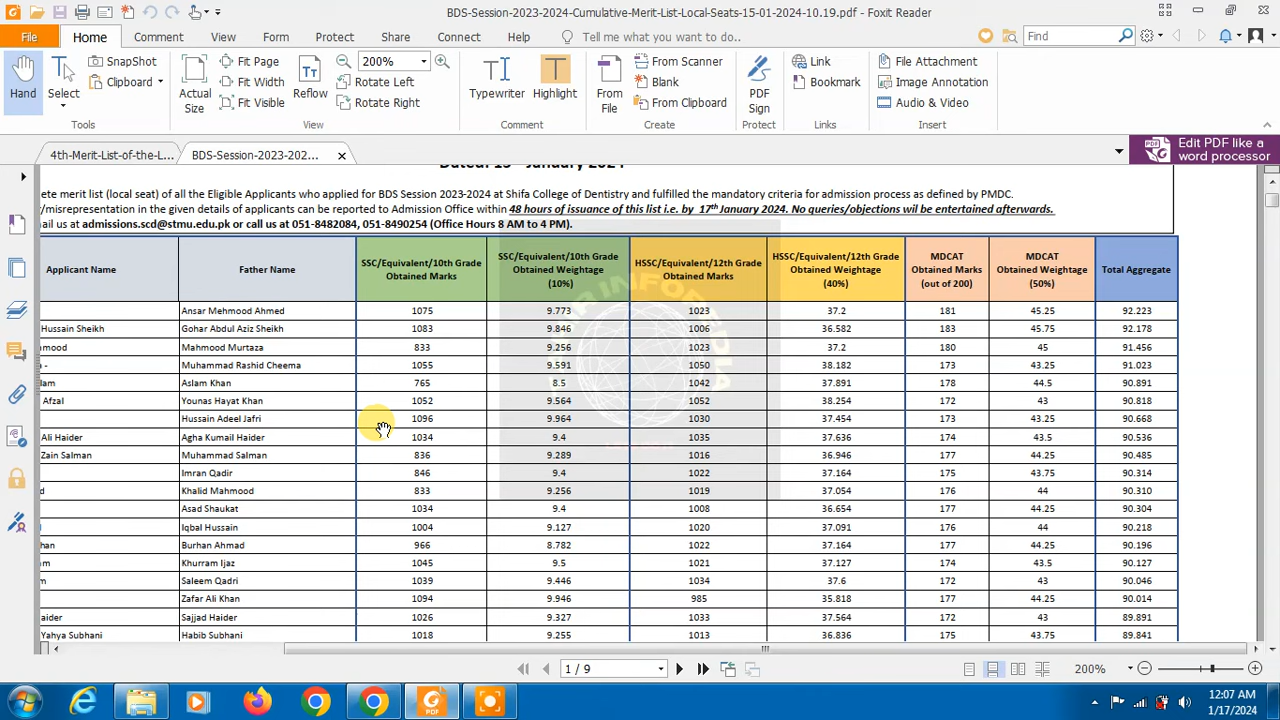 BDS-Session-2023-2024-Cumulative-Merit-List-Local-Seat-15-01-2024-10.19.pdf - Foxit Reader
File Home Comment View Form Protect Share Connect Help Tell me what you want to do.. Find
Hand
Select
SnapShot
Clipboard
Tools
Actual Size
Fit Page
Fit Width
Fit Visible
Reflow
200%
Rotate Left
Rotate Right
View
Typewriter
Highlight
Comment
From File
From Scanner
Blank
From Clipboard
Create
PDF Sign
Protect
Link
Bookmark
Links
File Attachment
Image Annotation
Audio & Video
Insert
4th-Merit-List-of-the-L... BDS-Session-2023-202...
Edit PDF like a
word processor
Dated: 15 January 2024
ete merit list (local seat) of all the Eligible Applicants who applied for BDS Session 2023-2024 at Shifa College of Dentistry and fulfilled the mandatory criteria for admission process as defined by PMDC.
/misrepresentation in the given details of applicants can be reported to Admission Office within 48 hours of issuance of this list i.e. by 17th January 2024. No queries/objections wil be entertained afterwards.
ail us at admissions.scd@stmu.edu.pk or call us at 051-8482084, 051-8490254 (Office Hours 8 AM to 4 PM).
Applicant Name Father Name SSC/Equivalent/10th Grade Obtained Marks SSC/Equivalent/10th Grade Obtained Weightage (10%) HSSC/Equivalent/12th Grade Obtained Marks HSSC/Equivalent/12th Grade Obtained Weightage (40%) MDCAT Obtained Marks (out of 200) MDCAT Obtained Weightage (50%) Total Aggregate
Ansar Mehmood Ahmed 1075 9.773 1023 37.2 181 45.25 92.223
Hussain Sheikh Gohar Abdul Aziz Sheikh 1083 9.846 1006 36.582 183 45.75 92.178
mood Mahmood Murtaza 833 9.256 1023 37.2 180 45 91.456
- Muhammad Rashid Cheema 1055 9.591 1050 38.182 173 43.25 91.023
lam Aslam Khan 765 8.5 1042 37.891 178 44.5 90.891
Afzal Younas Hayat Khan 1052 9.564 1052 38.254 172 43 90.818
Hussain Adeel Jafri 1096 9.964 1030 37.454 173 43.25 90.668
Ali Haider Agha Kumail Haider 1034 9.4 1035 37.636 174 43.5 90.536
Zain Salman Muhammad Salman 836 9.289 1016 36.946 177 44.25 90.485
Imran Qadir 846 9.4 1022 37.164 175 43.75 90.314
d Khalid Mahmood 833 9.256 1019 37.054 176 44 90.310
Asad Shaukat 1034 9.4 1008 36.654 177 44.25 90.304
Iqbal Hussain 1004 9.127 1020 37.091 176 44 90.218
han Burhan Ahmad 966 8.782 1022 37.164 177 44.25 90.196
m Khurram Ijaz 1045 9.5 1021 37.127 174 43.5 90.127
m Saleem Qadri 1039 9.446 1034 37.6 172 43 90.046
Zafar Ali Khan 1094 9.946 985 35.818 177 44.25 90.014
aider Sajjad Haider 1026 9.327 1033 37.564 172 43 89.891
Yahya Subhani Habib Subhani 1018 9.255 1013 36.836 175 43.75 89.841
1 / 9
200%
12:07 AM
1/17/2024